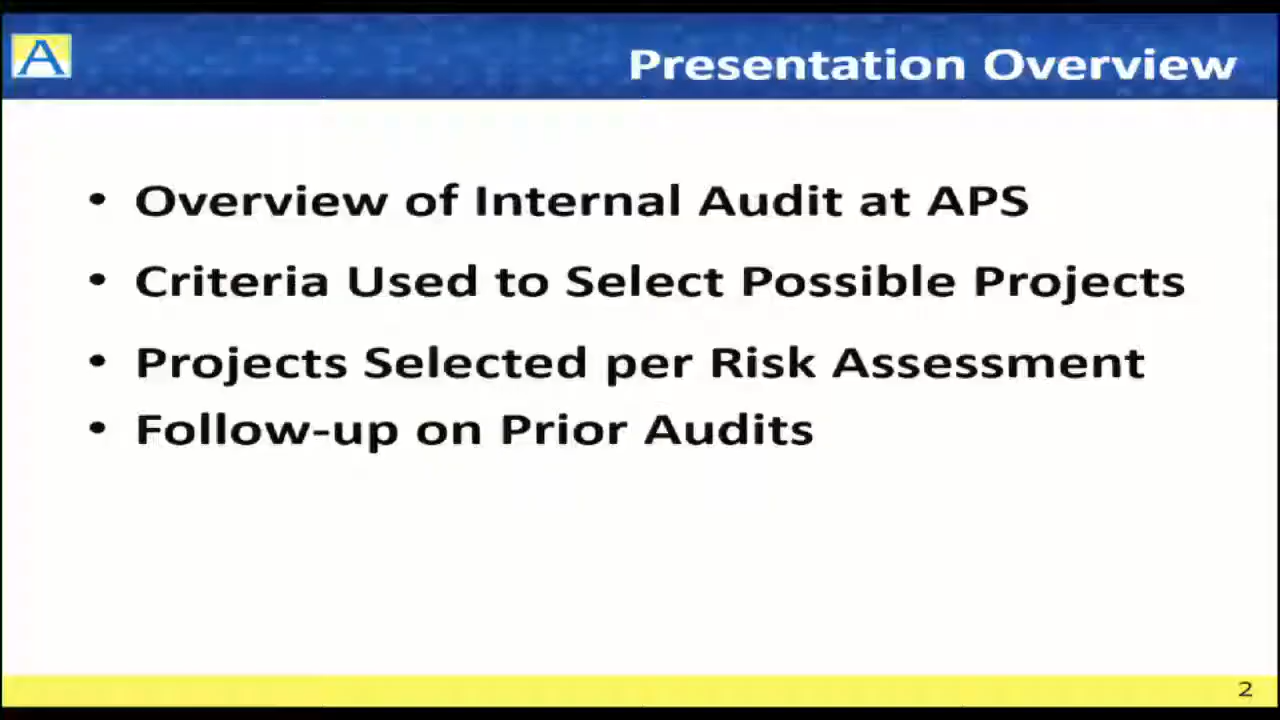 A
Presentation Overview
• Overview of Internal Audit at APS
• Criteria Used to Select Possible Projects
• Projects Selected per Risk Assessment
• Follow-up on Prior Audits
2